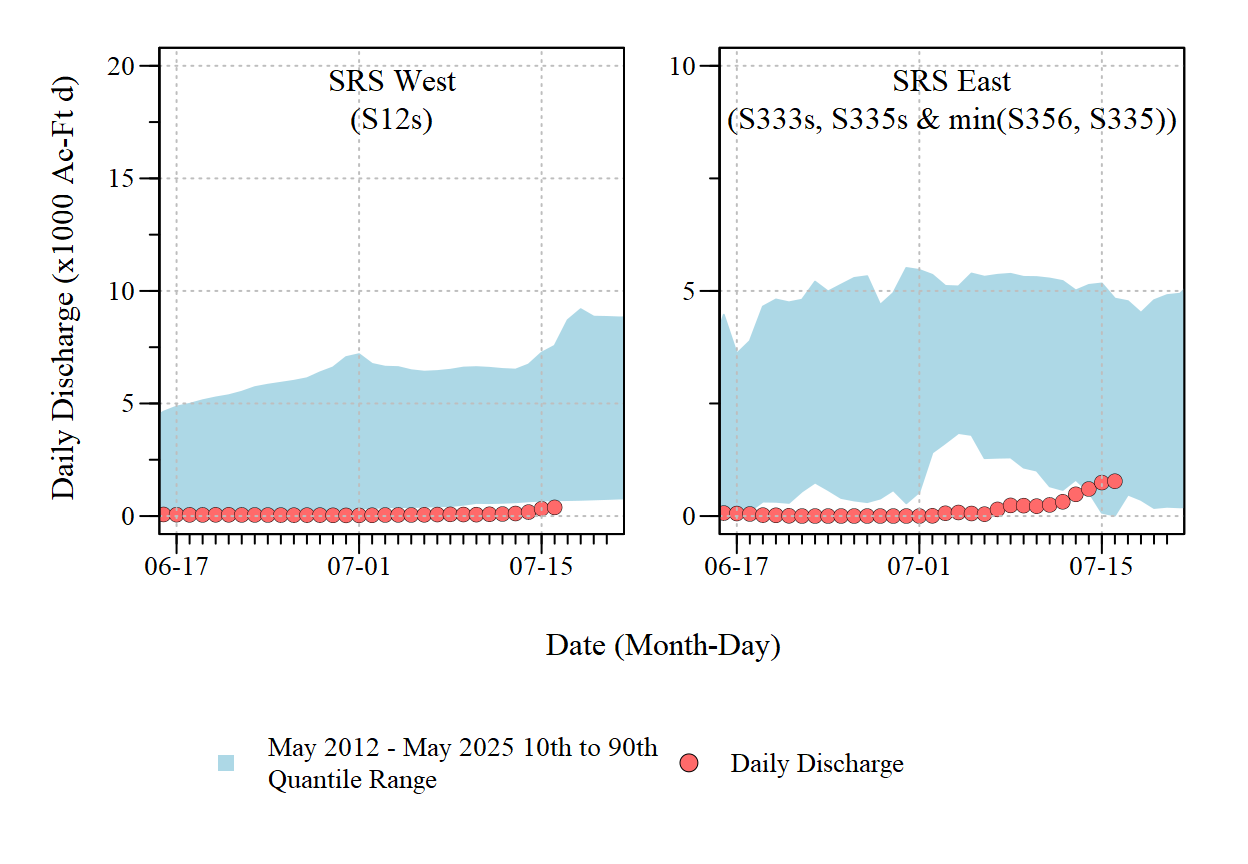 Daily Discharge (x1000 Ac-Ft d)
SRS West
(S12s)
20
15
10
5
0
06-17
07-01
07-15
SRS East
(S333s, S335s & min(S356, S335))
10
5
0
06-17
07-01
07-15
Date (Month-Day)
May 2012 - May 2025 10th to 90th
Quantile Range
Daily Discharge